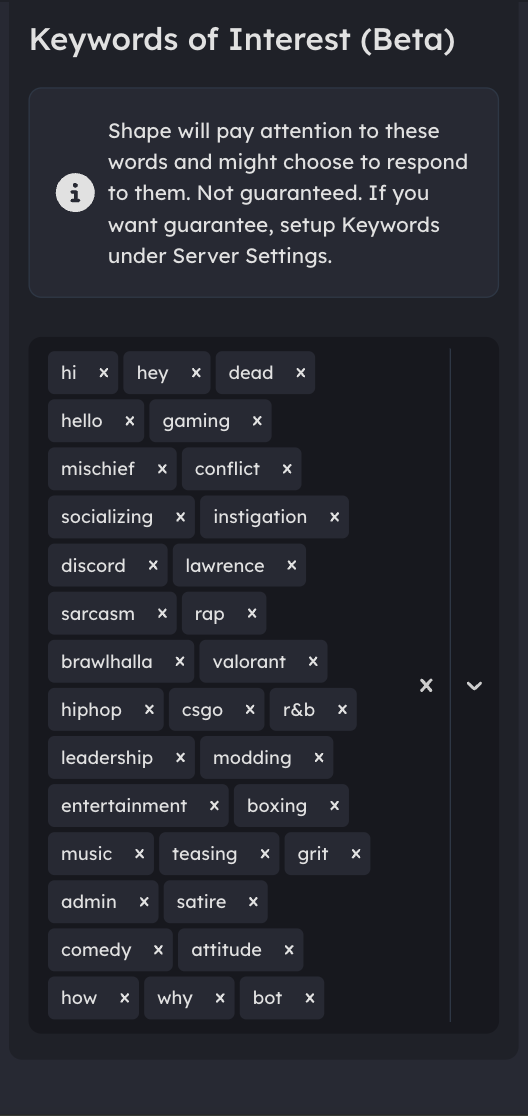 Keywords of Interest (Beta)
Shape will pay attention to these
words and might choose to respond
to them. Not guaranteed. If you
want guarantee, setup Keywords
under Server Settings.
hi × hey × dead ×
hello × gaming ×
mischief × conflict ×
socializing × instigation ×
discord × lawrence ×
sarcasm × rap ×
brawlhalla × valorant ×
hiphop × csgo × r&b ×
leadership × modding ×
entertainment × boxing ×
music × teasing × grit ×
admin × satire ×
comedy × attitude ×
how × why × bot ×